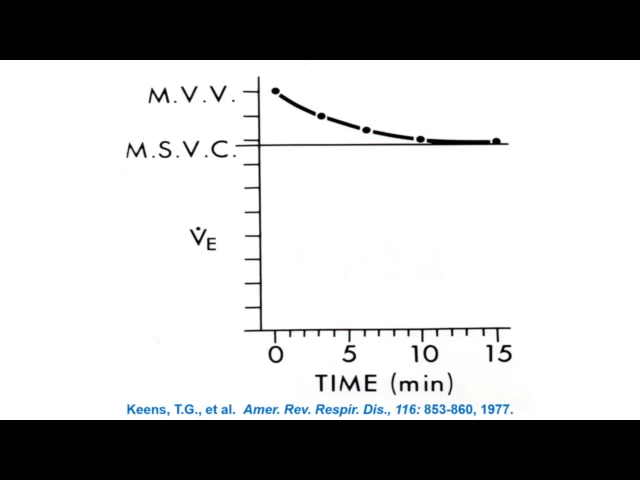 M.V.V.
M.S.V.C.
V̇E
0 5 10 15
TIME (min)
Keens, T.G., et al. Amer. Rev. Respir. Dis., 116: 853-860, 1977.